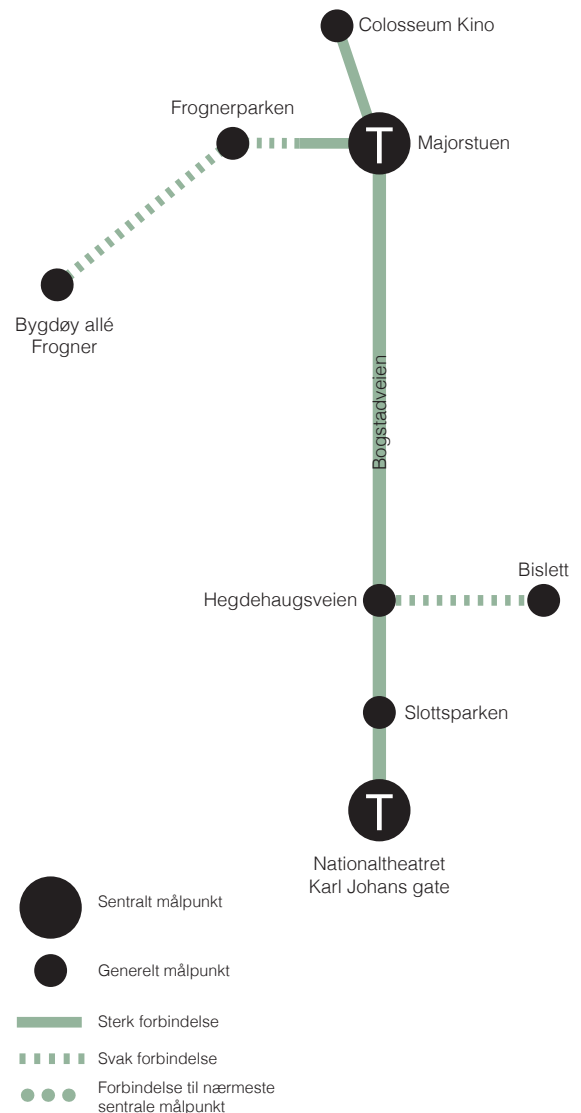 Colosseum Kino
Frognerparken
T
Majorstuen
Bygdøy allé
Frogner
Bogstadveien
Bislett
Hegdehaugsveien
Slottsparken
T
Nationaltheatret
Karl Johans gate
Sentralt målpunkt
Generelt målpunkt
Sterk forbindelse
Svak forbindelse
Forbindelse til nærmeste
sentrale målpunkt